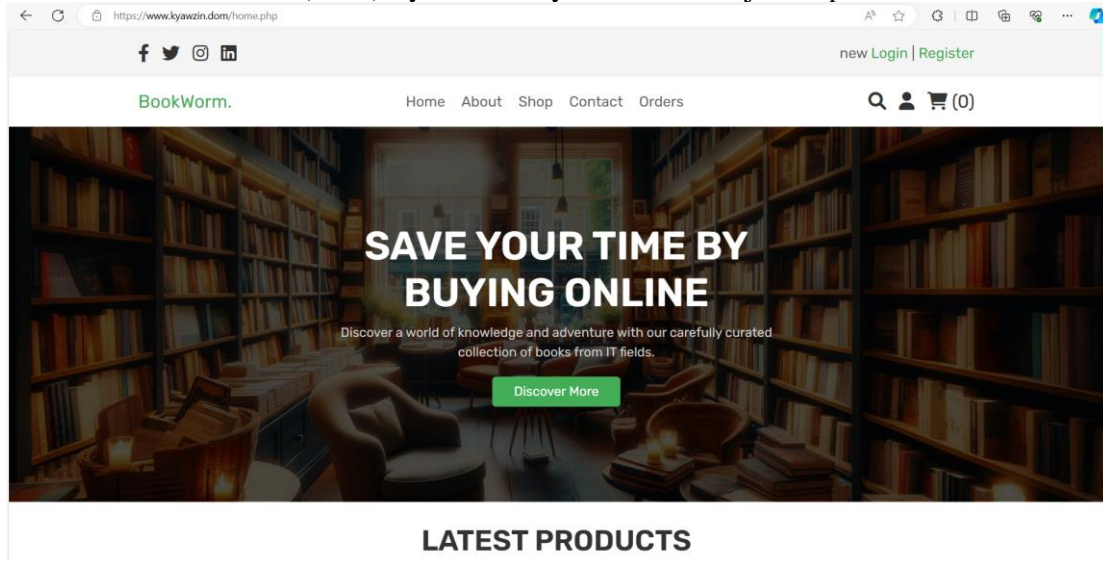 https://www.kyawzin.dom/home.php
new Login | Register
BookWorm.
Home About Shop Contact Orders
(0)
SAVE YOUR TIME BY
BUYING ONLINE
Discover a world of knowledge and adventure with our carefully curated
collection of books from IT fields.
Discover More
LATEST PRODUCTS